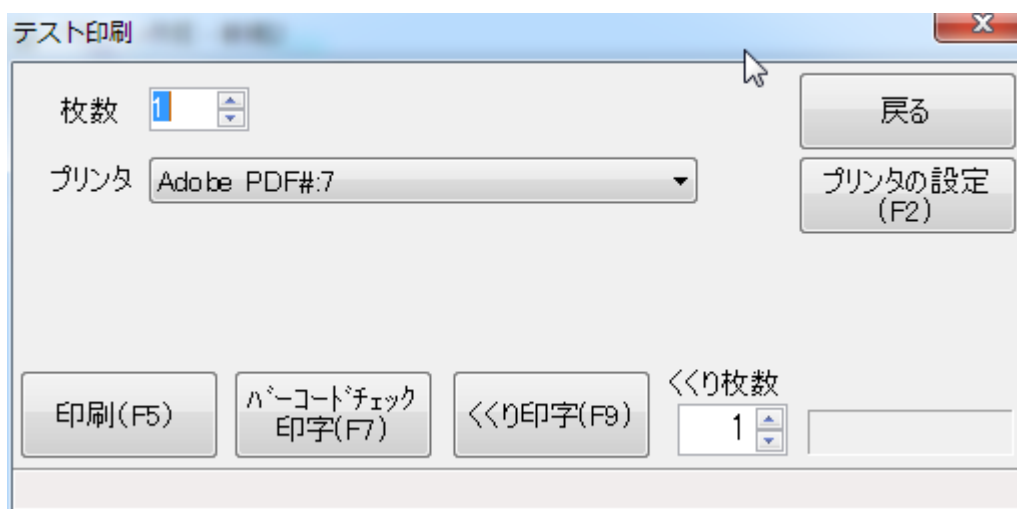 テスト印刷
枚数 1
戻る
プリンタ Adobe PDF#:7
プリンタの設定
(F2)
印刷(F5)
ﾊﾞｰｺｰﾄﾞﾁｪｯｸ
印字(F7)
くくり印字(F9)
くくり枚数
1